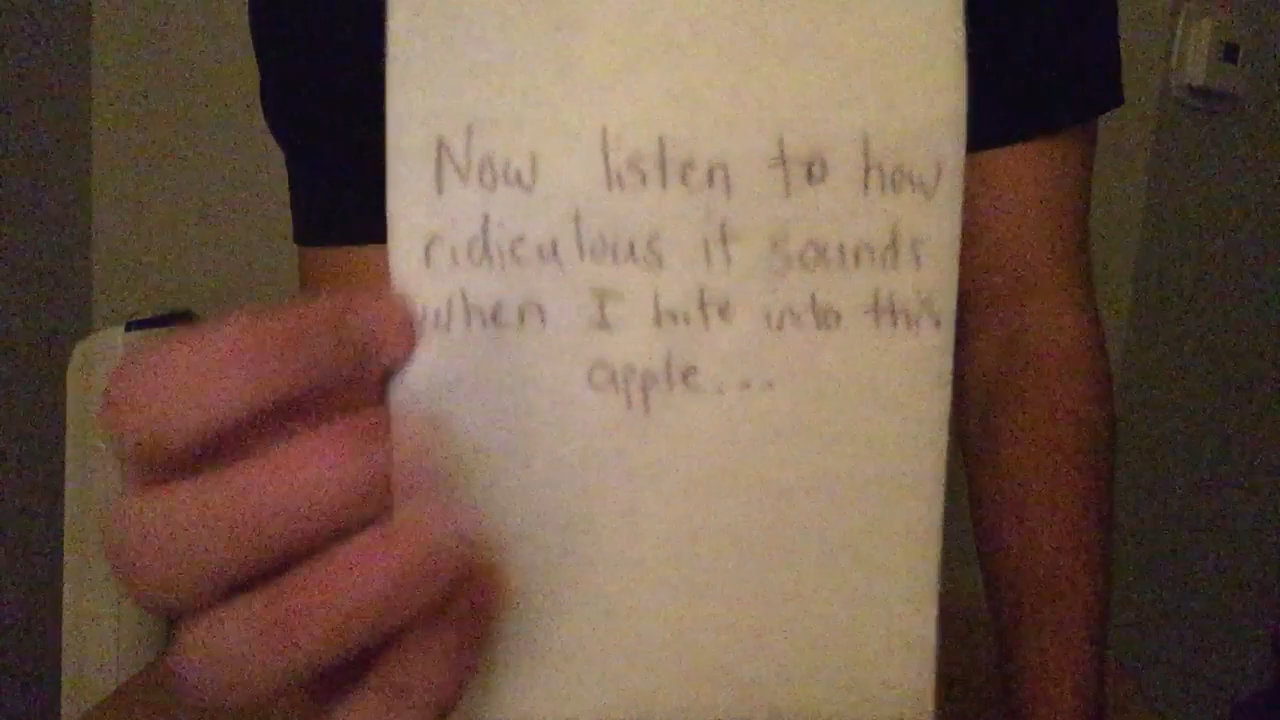 Now listen to how
ridiculous it sounds
when I bite into this
apple...